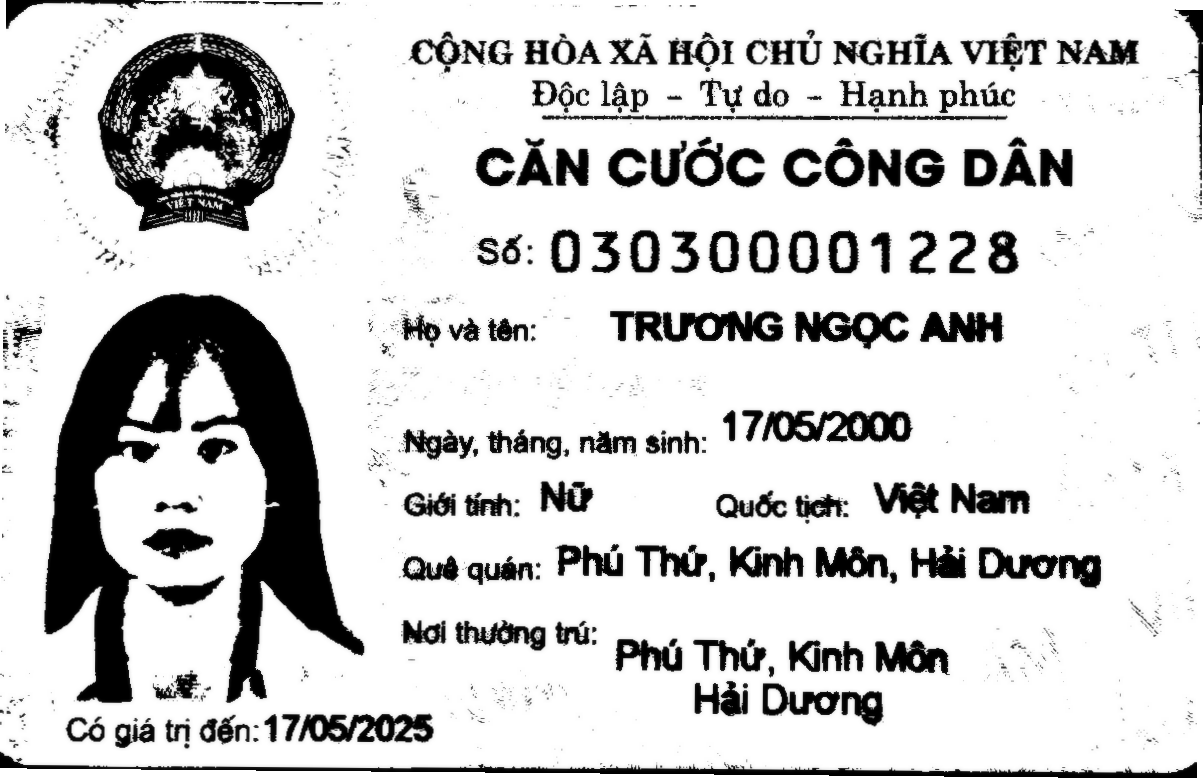 CỘNG HÒA XÃ HỘI CHỦ NGHĨA VIỆT NAM
Độc lập - Tự do - Hạnh phúc
CĂN CƯỚC CÔNG DÂN
Số: 030300001228
Họ và tên: TRƯƠNG NGỌC ANH
Ngày, tháng, năm sinh: 17/05/2000
Giới tính: Nữ Quốc tịch: Việt Nam
Quê quán: Phú Thứ, Kinh Môn, Hải Dương
Nơi thường trú: Phú Thứ, Kinh Môn
Hải Dương
Có giá trị đến: 17/05/2025
VIỆT NAM